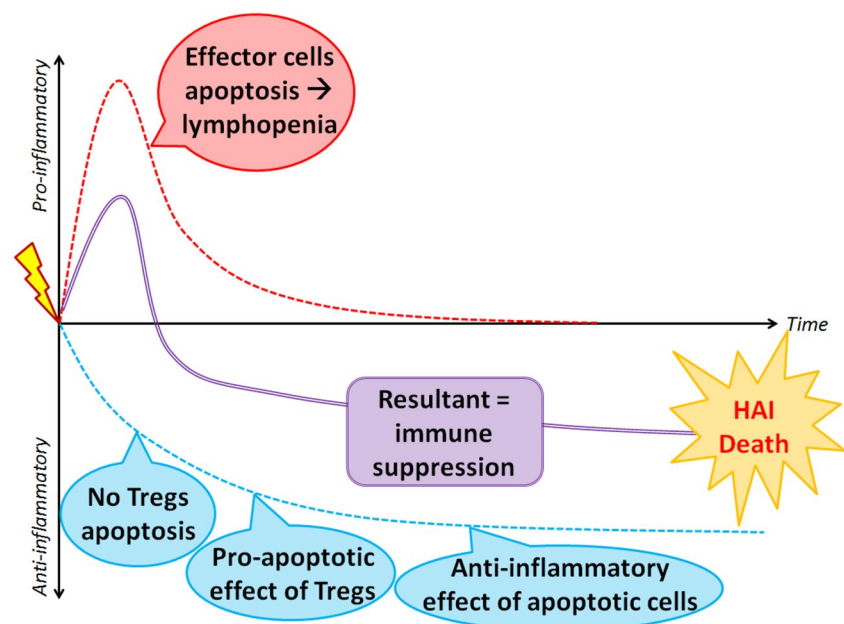 Pro-inflammatory
Effector cells
apoptosis →
lymphopenia
Time
Resultant =
immune
suppression
HAI
Death
Anti-inflammatory
No Tregs
apoptosis
Pro-apoptotic
effect of Tregs
Anti-inflammatory
effect of apoptotic cells